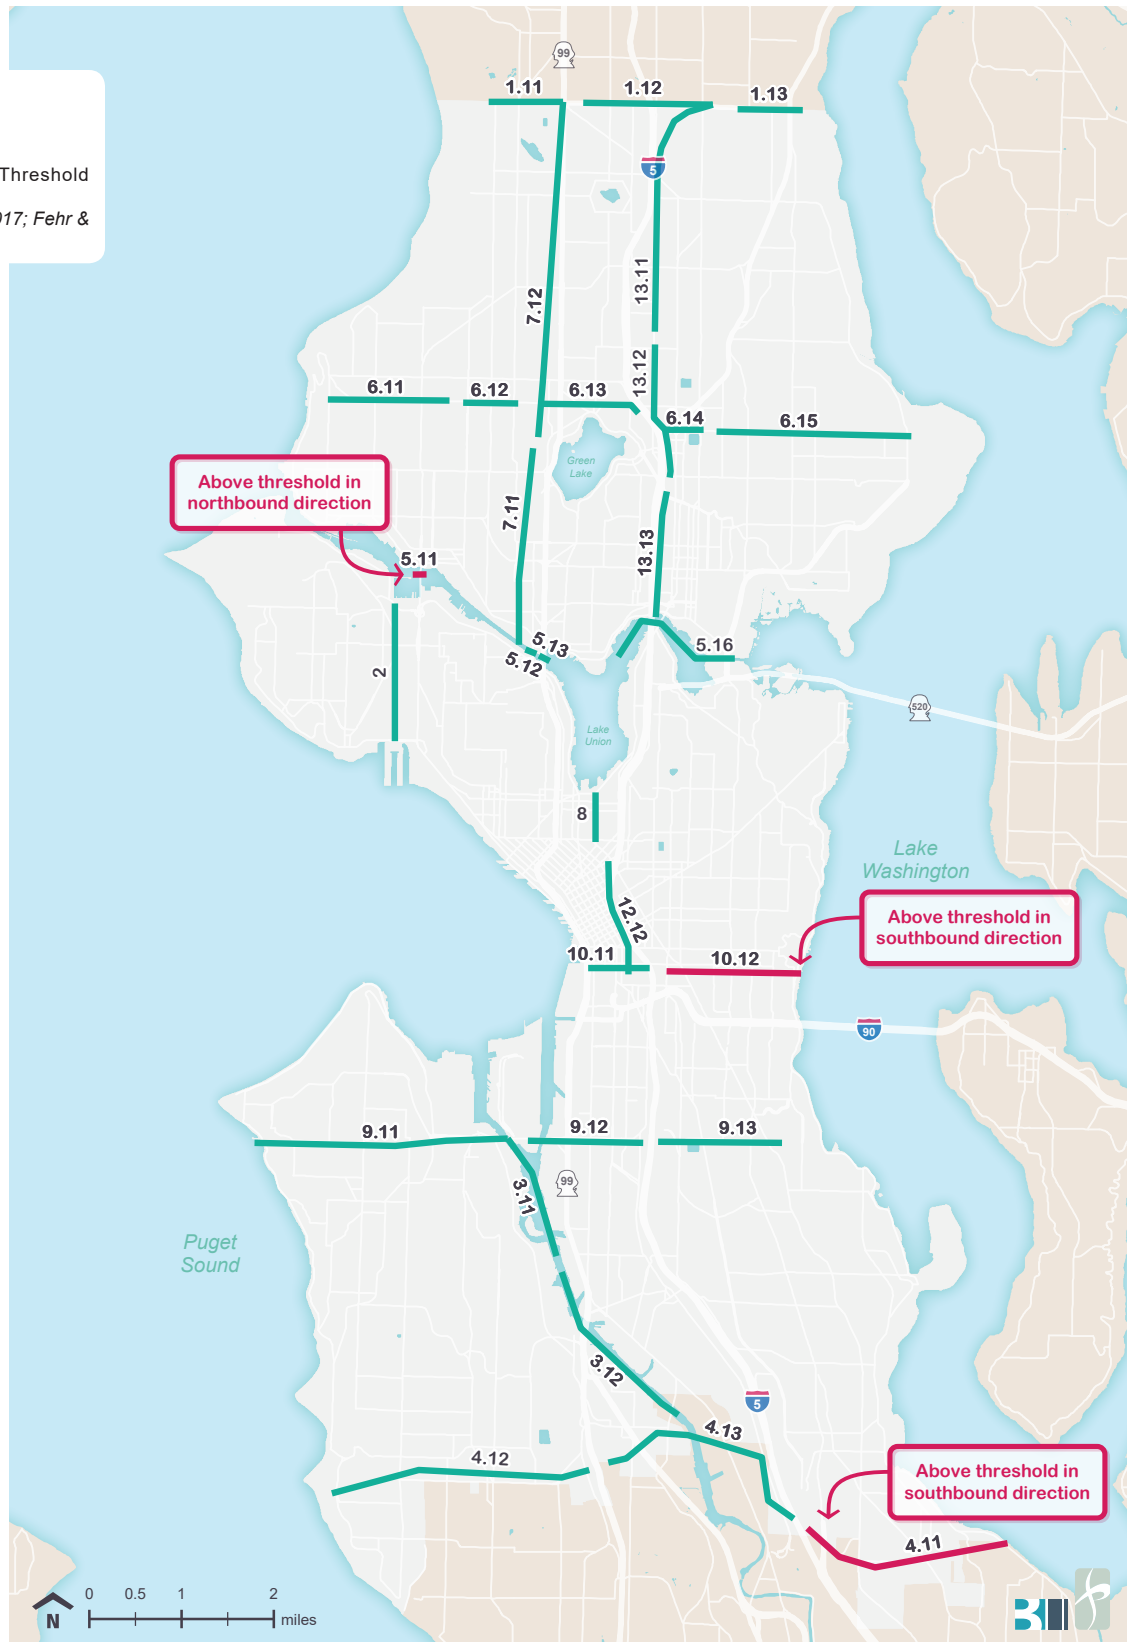 99
1.11
1.12
1.13
5
Threshold
017; Fehr &
7.12
13.11
13.12
6.11
6.12
6.13
6.14
6.15
Green
Lake
Above threshold in
northbound direction
7.11
13.13
5.11
5.13
5.12
5.16
2
520
Lake
Union
8
Lake
Washington
12.12
Above threshold in
southbound direction
10.11
10.12
90
9.11
9.12
9.13
3.11
99
Puget
Sound
3.12
5
4.13
4.12
Above threshold in
southbound direction
4.11
0 0.5 1 2
miles
N